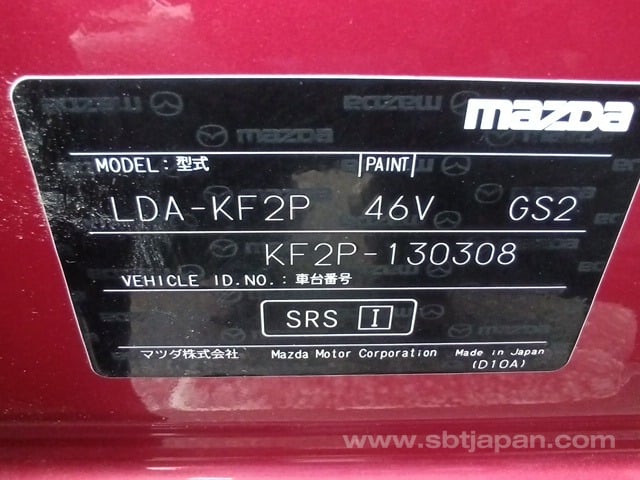 mazda
MODEL : 型式 PAINT
LDA-KF2P 46V GS2
KF2P-130308
VEHICLE ID.NO.: 車台番号
SRS I
マツダ株式会社 Mazda Motor Corporation Made in Japan
(D10A)
www.sbtjapan.com